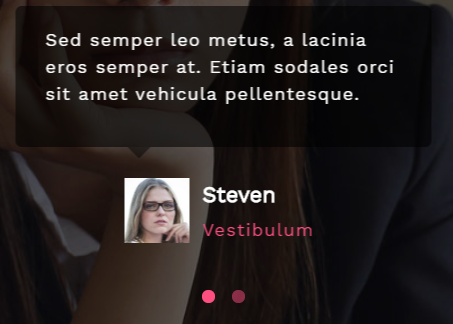 Sed semper leo metus, a lacinia
eros semper at. Etiam sodales orci
sit amet vehicula pellentesque.
Steven
Vestibulum